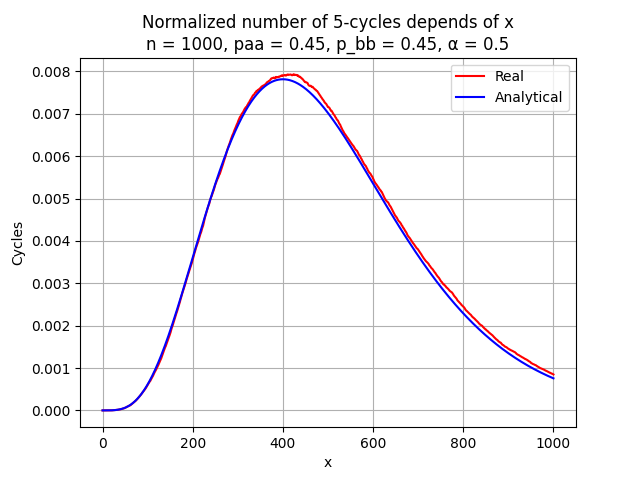 Normalized number of 5-cycles depends of x
n = 1000, paa = 0.45, p_bb = 0.45, α = 0.5
Real
Analytical
Cycles
0.008
0.007
0.006
0.005
0.004
0.003
0.002
0.001
0.000
0 200 400 600 800 1000
x